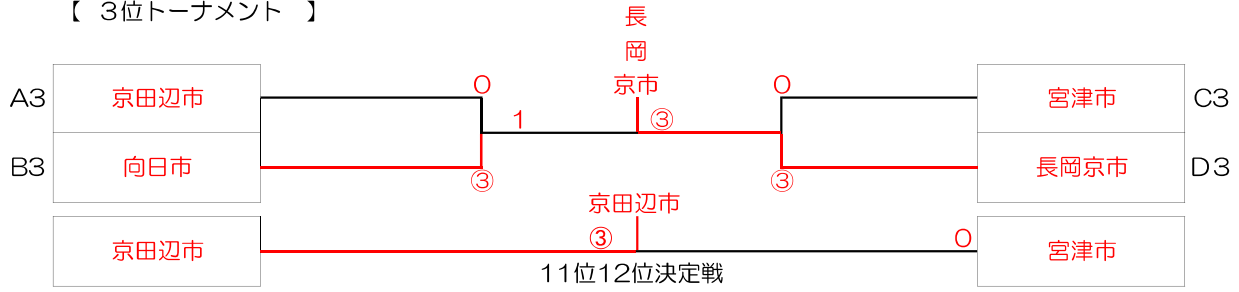 【 3位トーナメント 】
長
岡
京市
A3 京田辺市 0 0 宮津市 C3
1 ③
B3 向日市 ③ ③ 長岡京市 D3
京田辺市
京田辺市 ③ 0 宮津市
11位12位決定戦